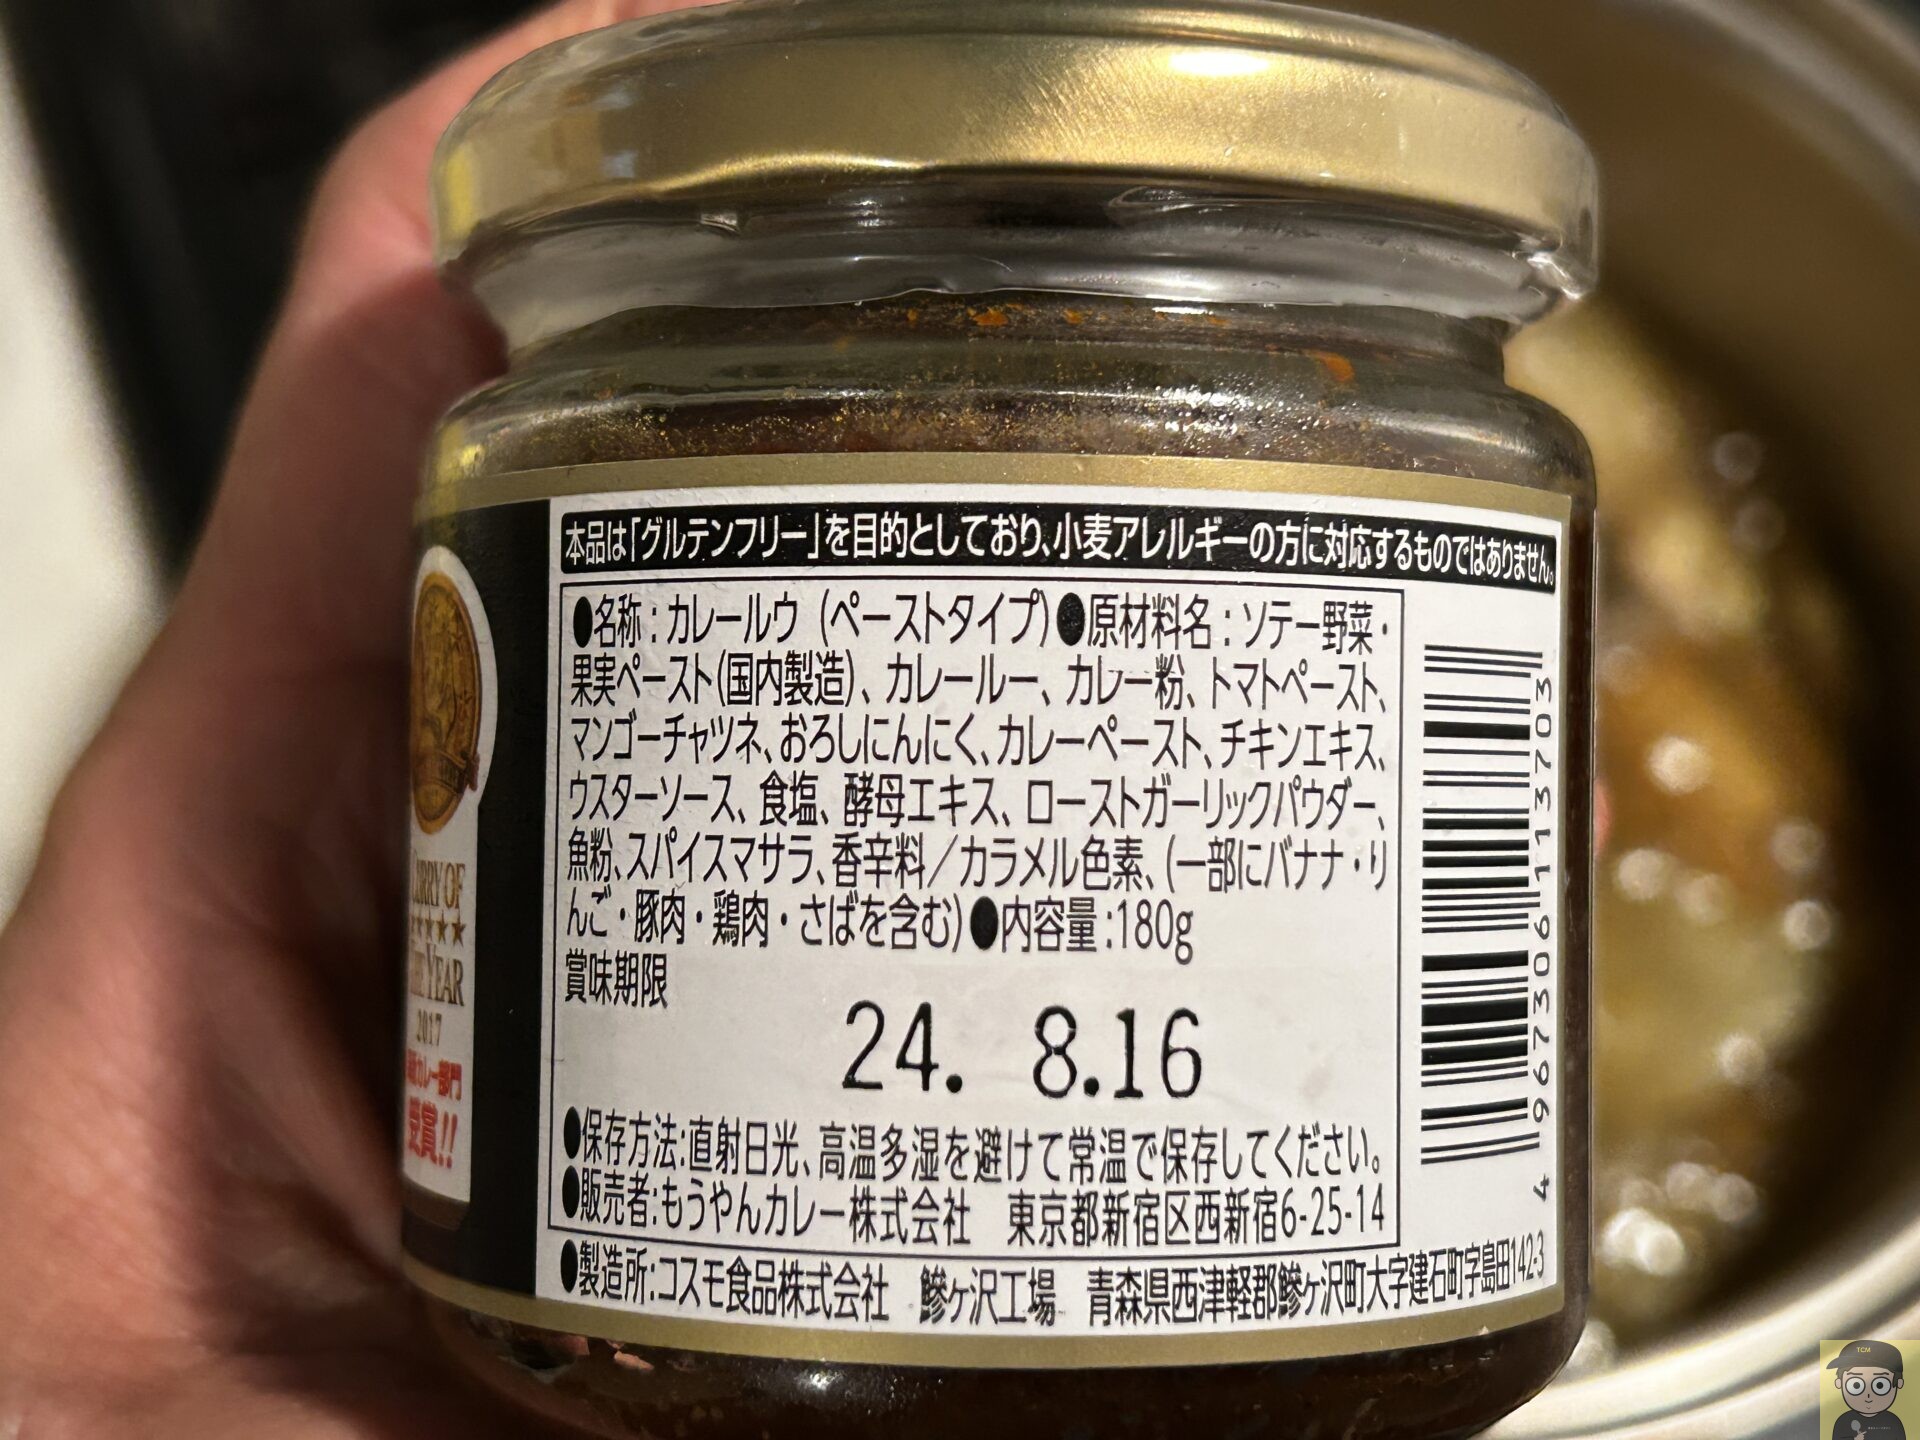 本品は「グルテンフリー」を目的としており、小麦アレルギーの方に対応するものではありません。
●名称：カレールウ（ペーストタイプ）●原材料名：ソテー野菜・
果実ペースト（国内製造）、カレールー、カレー粉、トマトペースト、
マンゴーチャツネ、おろしにんにく、カレーペースト、チキンエキス、
ウスターソース、食塩、酵母エキス、ローストガーリックパウダー、
魚粉、スパイスマサラ、香辛料／カラメル色素、（一部にバナナ・り
んご・豚肉・鶏肉・さばを含む）●内容量：180g
賞味期限
24. 8.16
●保存方法：直射日光、高温多湿を避けて常温で保存してください。
●販売者：もうやんカレー株式会社 東京都新宿区西新宿6-25-14
●製造所：コスモ食品株式会社 鰺ヶ沢工場 青森県西津軽郡鰺ヶ沢町大字建石町字島田142-3
4 967306 113703
CURRY OF
★★★★
THE YEAR
2017
カレー部門
受賞!!
TCM